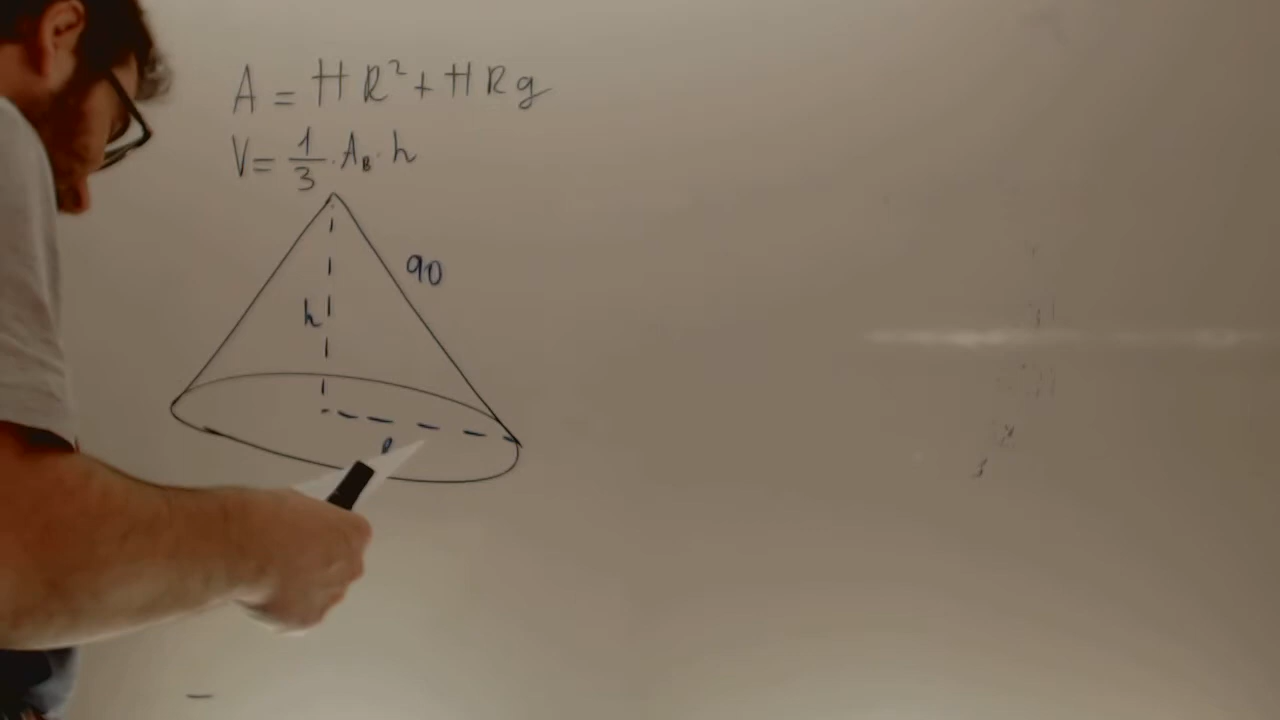 A = π R² + π R g
V = 1/3 · A_B · h
90
h